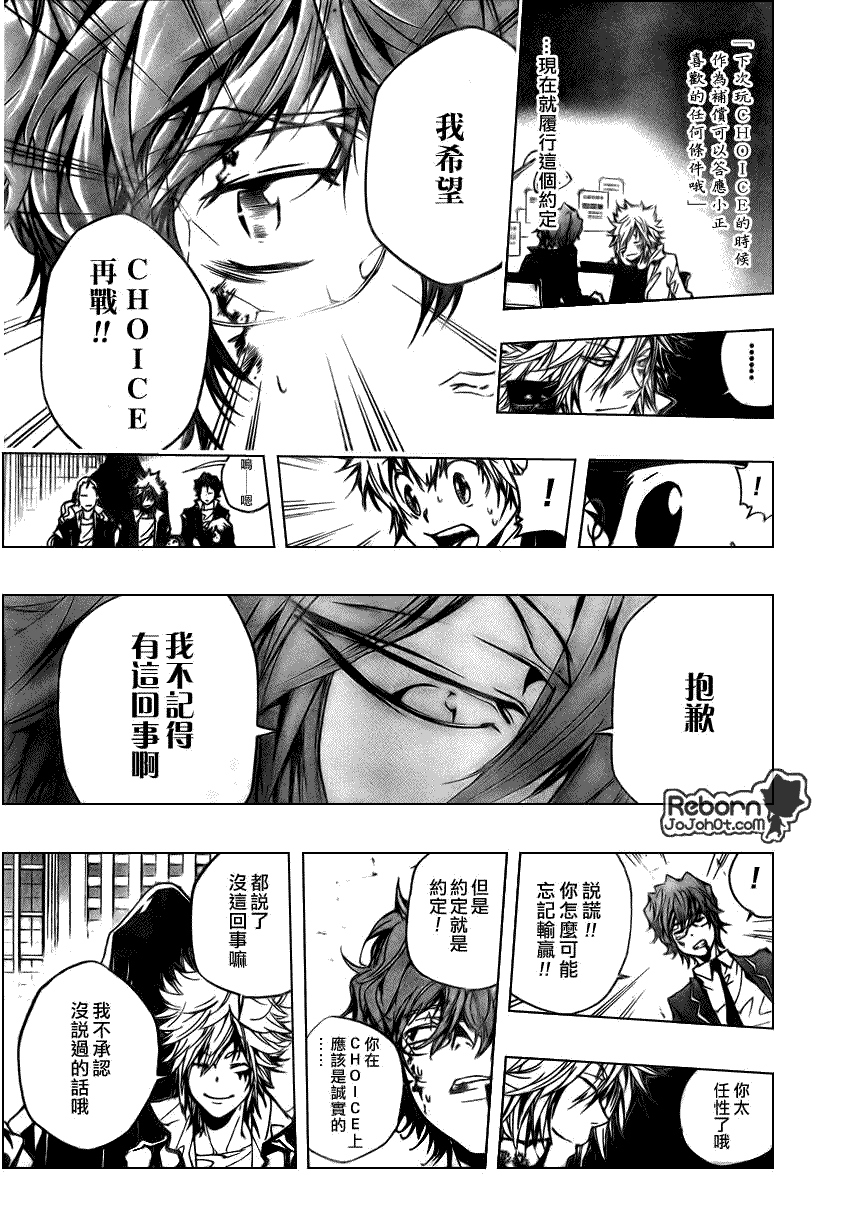 『下次玩CHOICE的時候
作為補償可以答應小正
喜歡的任何條件哦』
…現在就履行這個約定
我希望
CHOICE
再戰!!
……
!
!
嗚……嗯
抱歉
我不記得
有這回事啊
Reborn
JoJohOt.com
!
説謊!!
你怎麼可能
忘記輸贏!!
你太
任性了哦
但是
約定就是
約定!
你在
CHOICE上
應該是誠實的
……
都説了
沒這回事嘛
我不承認
沒説過的話哦